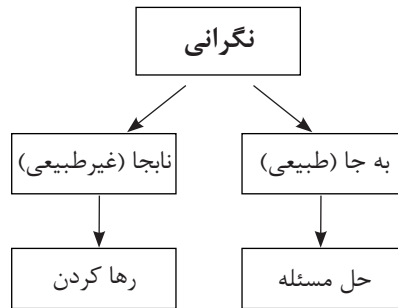 نگرانی
به جا (طبیعی)
نابجا (غیرطبیعی)
حل مسئله
رها کردن